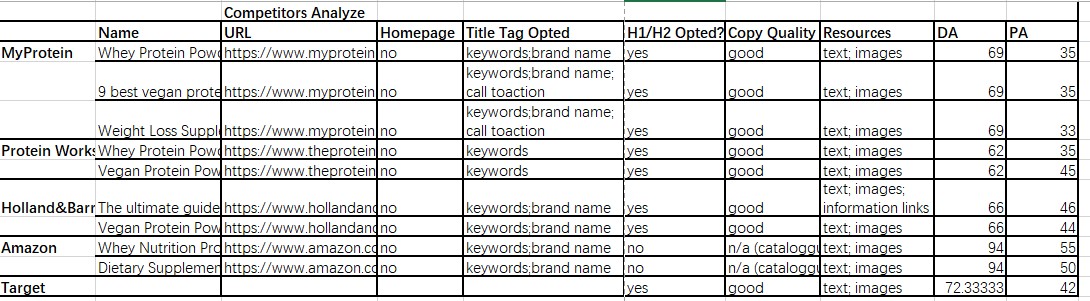 Competitors Analyze
Name URL Homepage Title Tag Opted H1/H2 Opted? Copy Quality Resources DA PA
MyProtein Whey Protein Powd https://www.myprotein no keywords;brand name yes good text; images 69 35
keywords;brand name;
9 best vegan prote https://www.myprotein no call toaction yes good text; images 69 35
keywords;brand name;
Weight Loss Suppl https://www.myprotein no call toaction yes good text; images 69 33
Protein Works Whey Protein Powd https://www.theprotein no keywords yes good text; images 62 35
Vegan Protein Pow https://www.theprotein no keywords yes good text; images 62 45
text; images;
Holland&Barr The ultimate guide https://www.hollandand no keywords;brand name yes good information links 66 46
Vegan Protein Pow https://www.hollandand no keywords;brand name yes good text; images 66 44
Amazon Whey Nutrition Pro https://www.amazon.co no keywords;brand name no n/a (cataloggu text; images 94 55
Dietary Supplemen https://www.amazon.co no keywords;brand name no n/a (cataloggu text; images 94 50
Target yes good text; images 72.33333 42